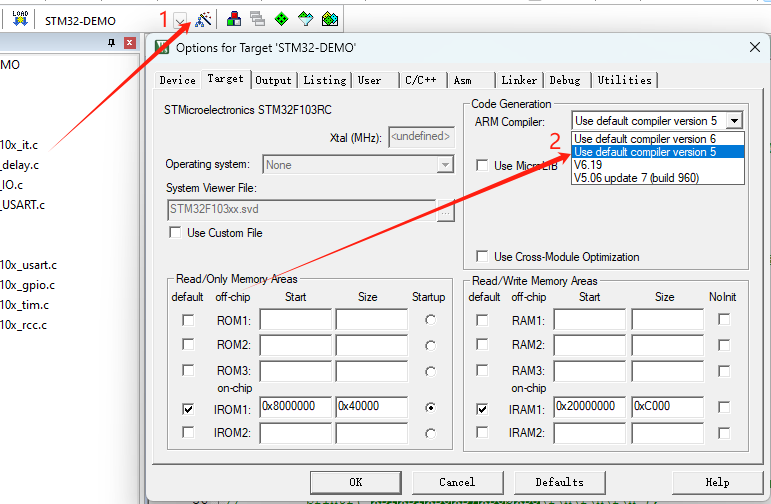 LOAD
STM32-DEMO
1
MO
10x_it.c
_delay.c
_IO.c
_USART.c
10x_usart.c
10x_gpio.c
10x_tim.c
10x_rcc.c
Options for Target 'STM32-DEMO'
Device Target Output Listing User C/C++ Asm Linker Debug Utilities
STMicroelectronics STM32F103RC
Xtal (MHz): <undefined>
Operating system: None
System Viewer File:
STM32F103xx.svd
...
Use Custom File
Code Generation
ARM Compiler: Use default compiler version 5
Use default compiler version 6
Use default compiler version 5
V6.19
V5.06 update 7 (build 960)
2
Use MicroLIB
Use Cross-Module Optimization
Read/Only Memory Areas
default off-chip Start Size Startup
ROM1:
ROM2:
ROM3:
on-chip
IROM1: 0x8000000 0x40000
IROM2:
Read/Write Memory Areas
default off-chip Start Size NoInit
RAM1:
RAM2:
RAM3:
on-chip
IRAM1: 0x20000000 0xC000
IRAM2:
OK Cancel Defaults Help